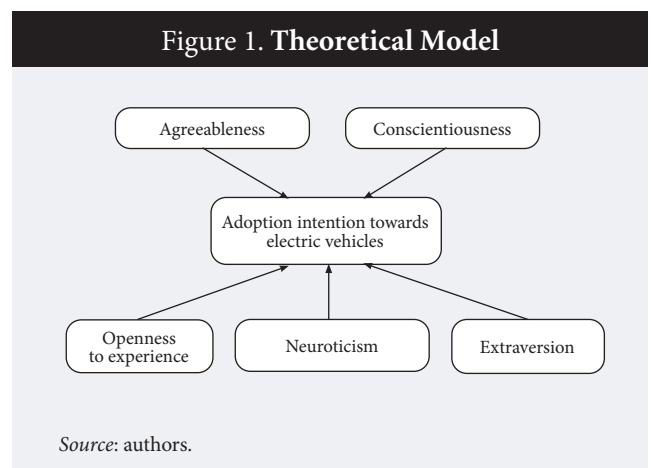 Figure 1. Theoretical Model
Agreeableness
Conscientiousness
Adoption intention towards
electric vehicles
Openness
to experience
Neuroticism
Extraversion
Source: authors.